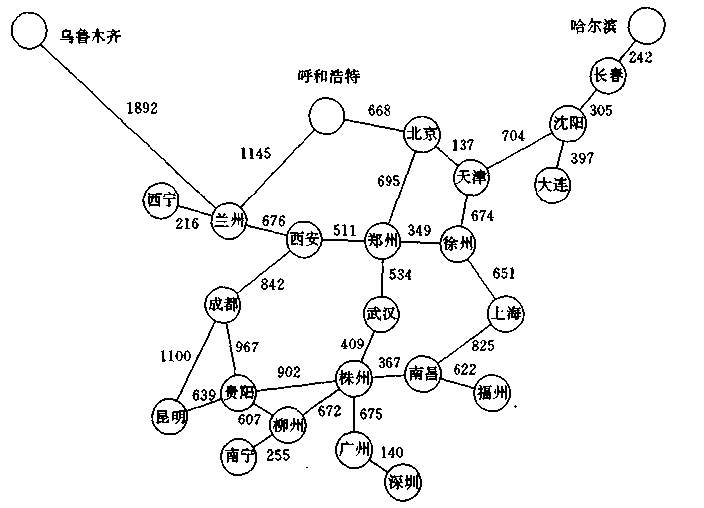 乌鲁木齐
哈尔滨
242
长春
呼和浩特
1892
668
305
沈阳
北京
137
704
1145
397
天津
695
大连
西宁
216
兰州
676
674
西安
511
郑州
349
徐州
842
534
651
成都
武汉
上海
409
825
1100
967
902
367
南昌
622
株州
639
贵阳
福州
昆明
607
672
675
柳州
南宁
255
广州
140
深圳